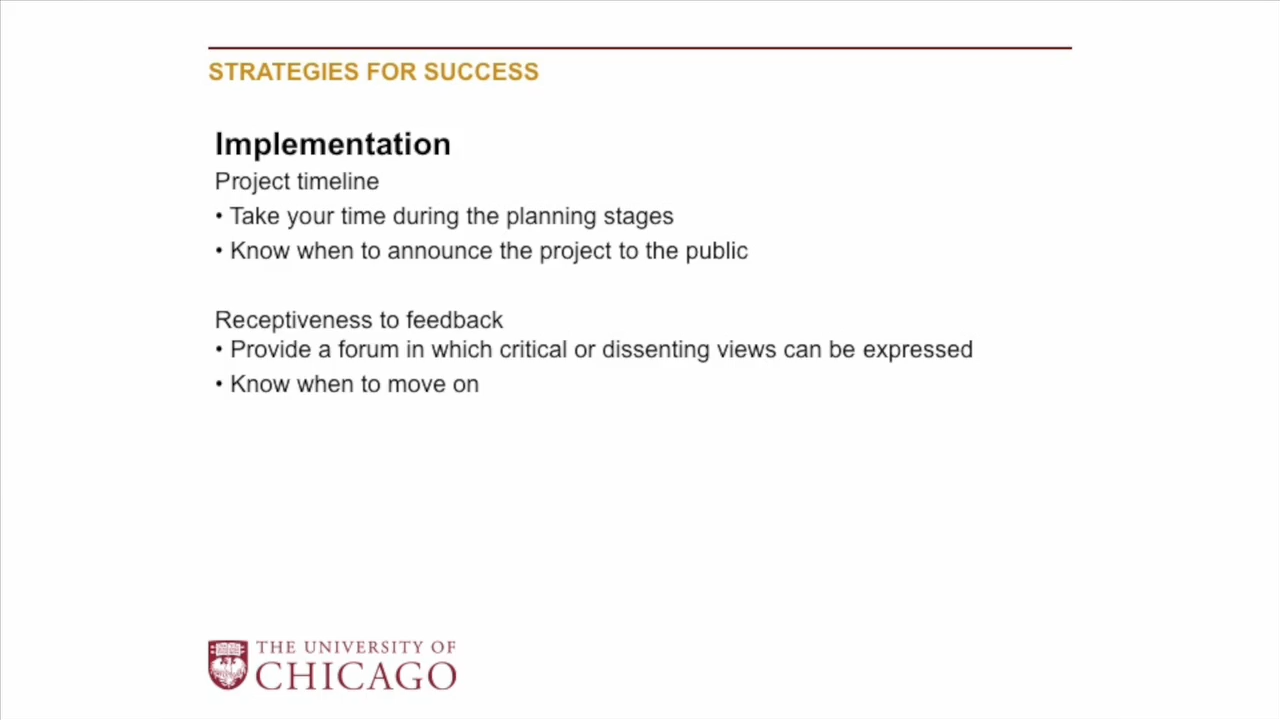 STRATEGIES FOR SUCCESS
Implementation
Project timeline
• Take your time during the planning stages
• Know when to announce the project to the public
Receptiveness to feedback
• Provide a forum in which critical or dissenting views can be expressed
• Know when to move on
THE UNIVERSITY OF
CHICAGO